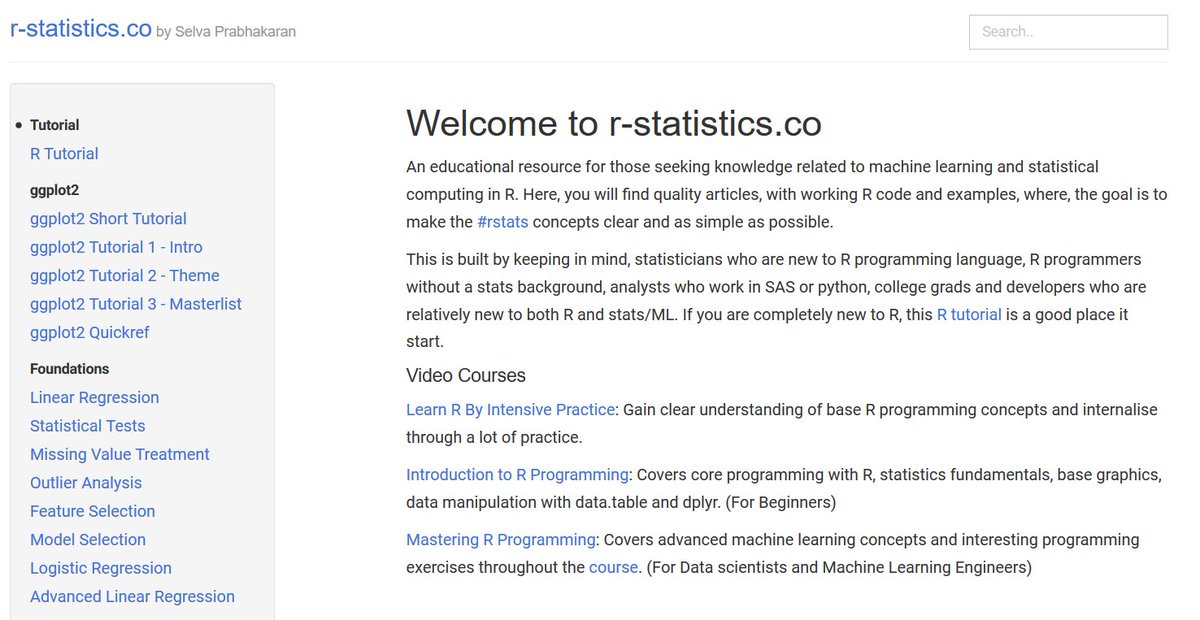 r-statistics.co by Selva Prabhakaran
Search..
Tutorial
R Tutorial
ggplot2
ggplot2 Short Tutorial
ggplot2 Tutorial 1 - Intro
ggplot2 Tutorial 2 - Theme
ggplot2 Tutorial 3 - Masterlist
ggplot2 Quickref
Foundations
Linear Regression
Statistical Tests
Missing Value Treatment
Outlier Analysis
Feature Selection
Model Selection
Logistic Regression
Advanced Linear Regression
Welcome to r-statistics.co
An educational resource for those seeking knowledge related to machine learning and statistical
computing in R. Here, you will find quality articles, with working R code and examples, where, the goal is to
make the #rstats concepts clear and as simple as possible.
This is built by keeping in mind, statisticians who are new to R programming language, R programmers
without a stats background, analysts who work in SAS or python, college grads and developers who are
relatively new to both R and stats/ML. If you are completely new to R, this R tutorial is a good place it
start.
Video Courses
Learn R By Intensive Practice: Gain clear understanding of base R programming concepts and internalise
through a lot of practice.
Introduction to R Programming: Covers core programming with R, statistics fundamentals, base graphics,
data manipulation with data.table and dplyr. (For Beginners)
Mastering R Programming: Covers advanced machine learning concepts and interesting programming
exercises throughout the course. (For Data scientists and Machine Learning Engineers)